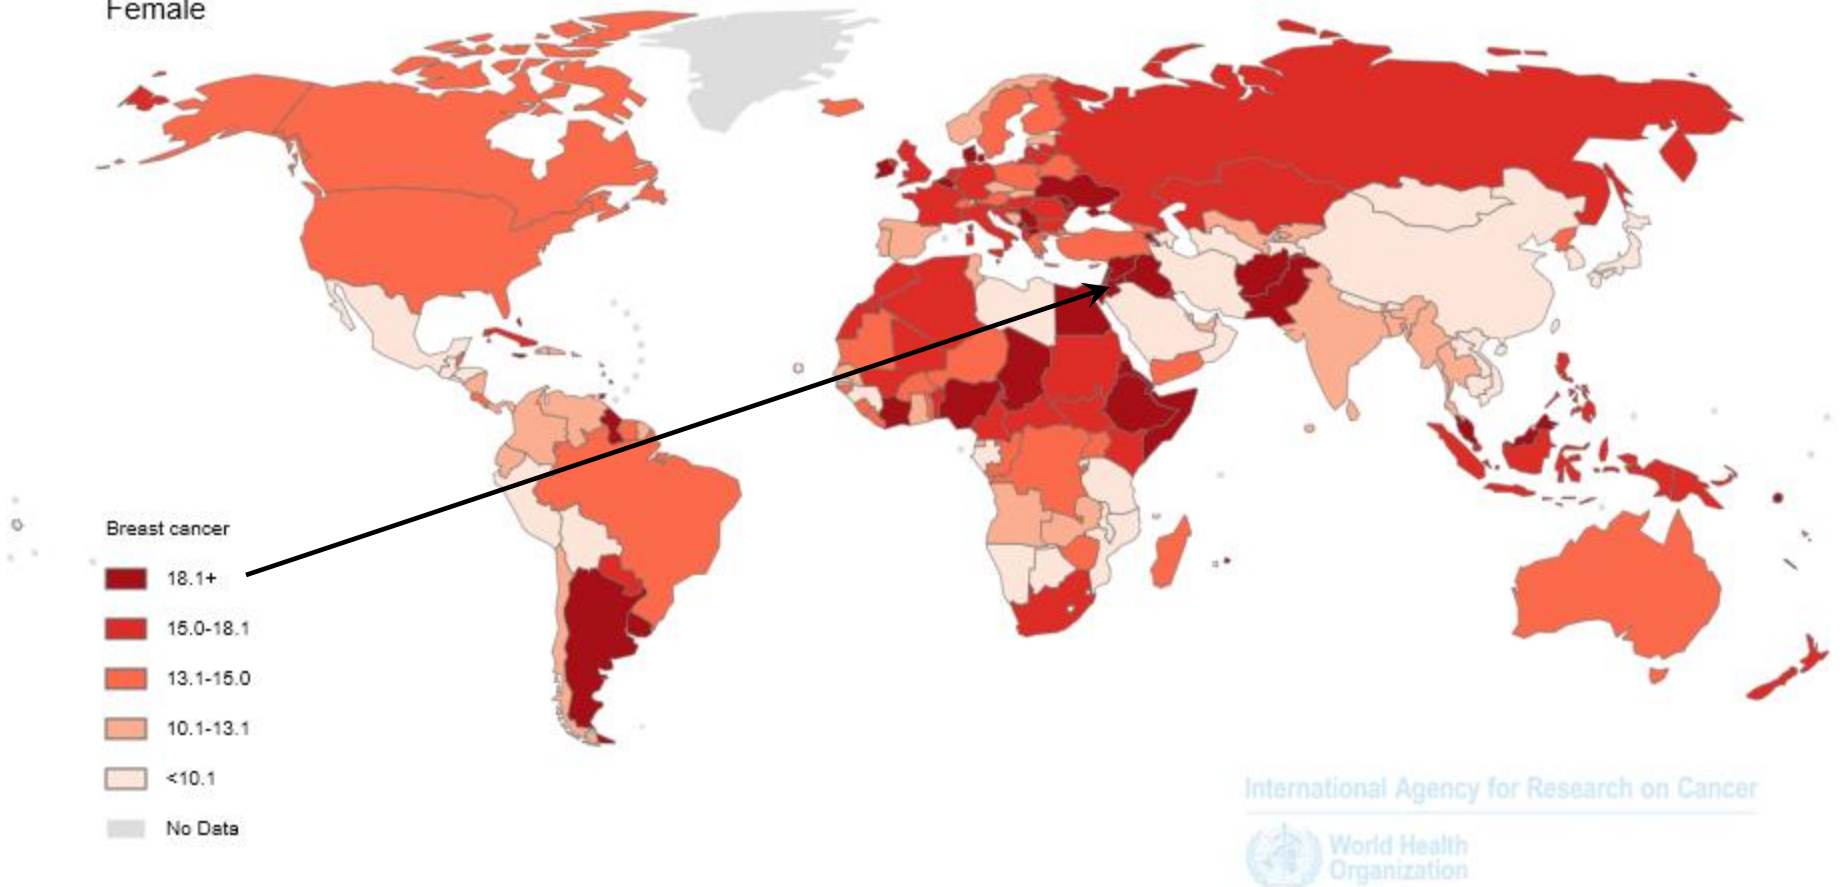 Female
Breast cancer
18.1+
15.0-18.1
13.1-15.0
10.1-13.1
<10.1
No Data
International Agency for Research on Cancer
World Health
Organization